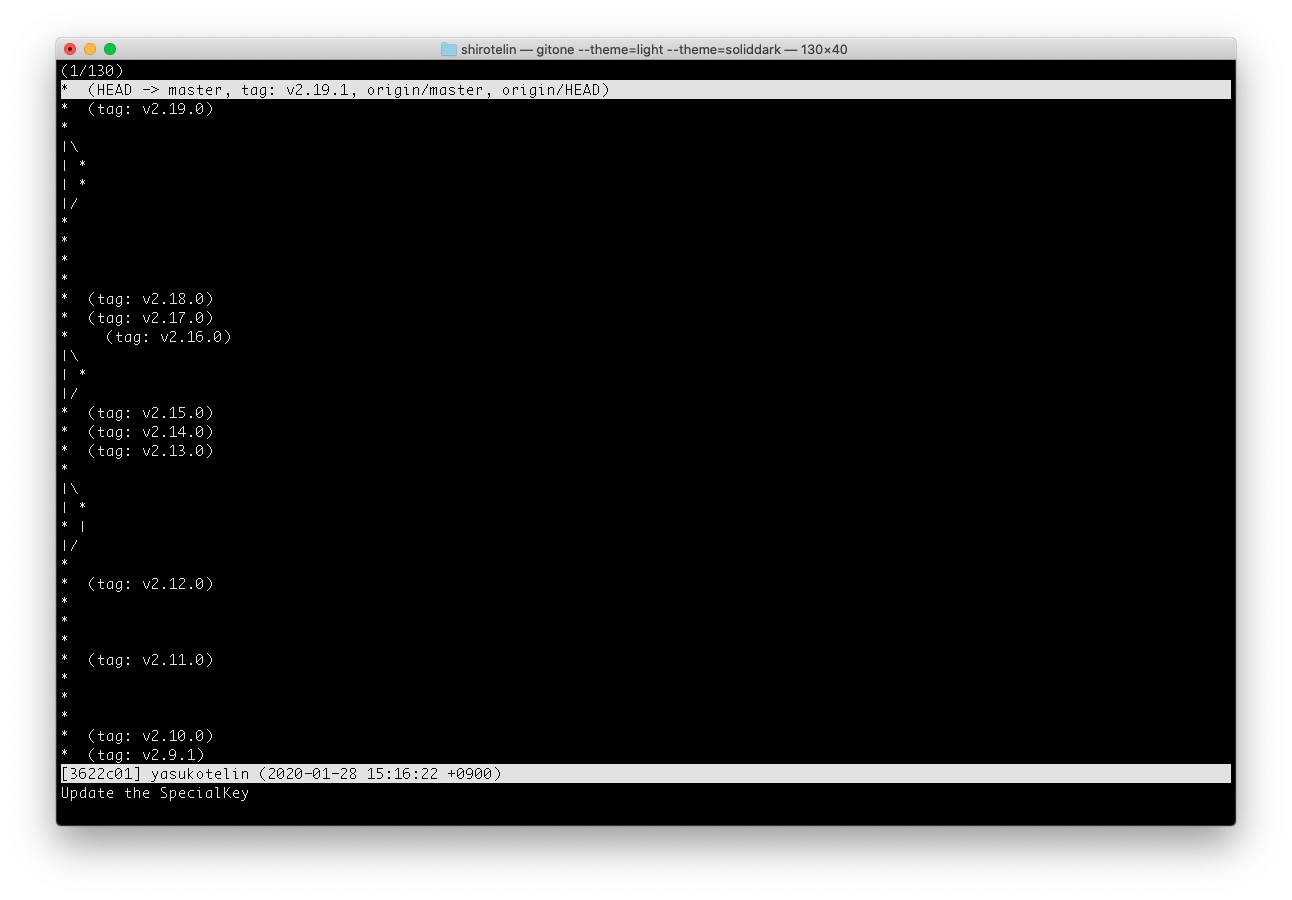 shirotelin — gitone --theme=light --theme=soliddark — 130×40
(1/130)
*  (HEAD -> master, tag: v2.19.1, origin/master, origin/HEAD)
*  (tag: v2.19.0)
*
|\
| *
| *
|/
*
*
*
*
*  (tag: v2.18.0)
*  (tag: v2.17.0)
*    (tag: v2.16.0)
|\
| *
|/
*  (tag: v2.15.0)
*  (tag: v2.14.0)
*  (tag: v2.13.0)
*
|\
| *
* |
|/
*
*  (tag: v2.12.0)
*
*
*
*  (tag: v2.11.0)
*
*
*
*  (tag: v2.10.0)
*  (tag: v2.9.1)
[3622c01] yasukotelin (2020-01-28 15:16:22 +0900)
Update the SpecialKey